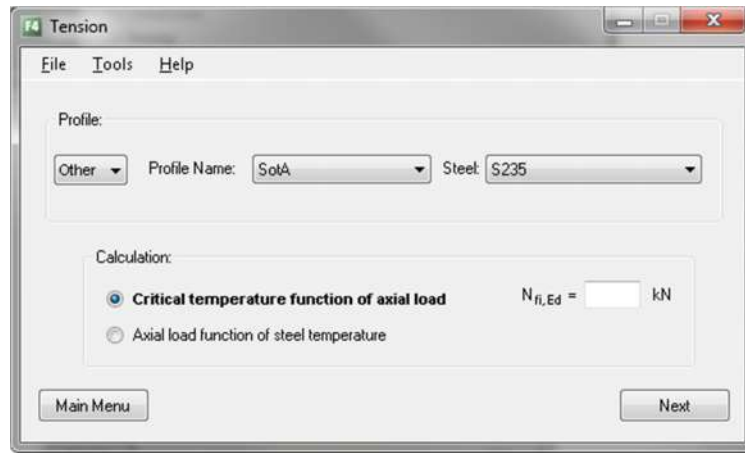 F4 Tension
File Tools Help
Profile:
Other Profile Name: SotA Steel: S235
Calculation:
Critical temperature function of axial load N fi,Ed = kN
Axial load function of steel temperature
Main Menu Next